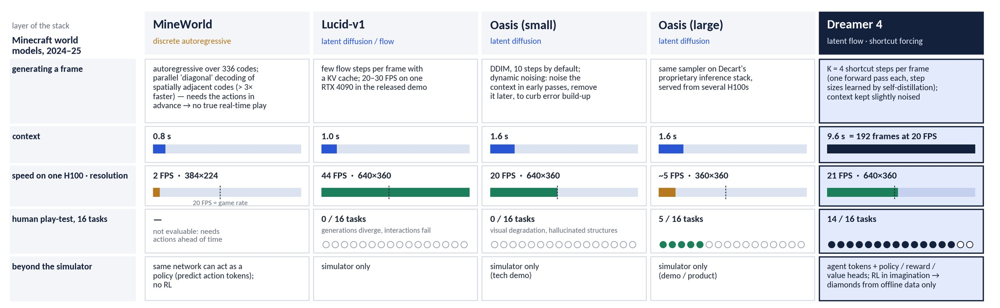 layer of the stack
Minecraft world
models, 2024–25
MineWorld
discrete autoregressive
Lucid-v1
latent diffusion / flow
Oasis (small)
latent diffusion
Oasis (large)
latent diffusion
Dreamer 4
latent flow · shortcut forcing
generating a frame
autoregressive over 336 codes;
parallel 'diagonal' decoding of
spatially adjacent codes (> 3×
faster) — needs the actions in
advance → no true real-time play
few flow steps per frame with
a KV cache; 20–30 FPS on one
RTX 4090 in the released demo
DDIM, 10 steps by default;
dynamic noising: noise the
context in early passes, remove
it later, to curb error build-up
same sampler on Decart's
proprietary inference stack,
served from several H100s
K = 4 shortcut steps per frame
(one forward pass each, step
sizes learned by self-distillation);
context kept slightly noised
context
0.8 s
1.0 s
1.6 s
1.6 s
9.6 s = 192 frames at 20 FPS
speed on one H100 · resolution
2 FPS · 384×224
20 FPS = game rate
44 FPS · 640×360
20 FPS · 640×360
~5 FPS · 360×360
21 FPS · 640×360
human play-test, 16 tasks
—
not evaluable: needs
actions ahead of time
0 / 16 tasks
generations diverge, interactions fail
0 / 16 tasks
visual degradation, hallucinated structures
5 / 16 tasks
14 / 16 tasks
beyond the simulator
same network can act as a
policy (predict action tokens);
no RL
simulator only
simulator only
(tech demo)
simulator only
(demo / product)
agent tokens + policy / reward /
value heads; RL in imagination →
diamonds from offline data only